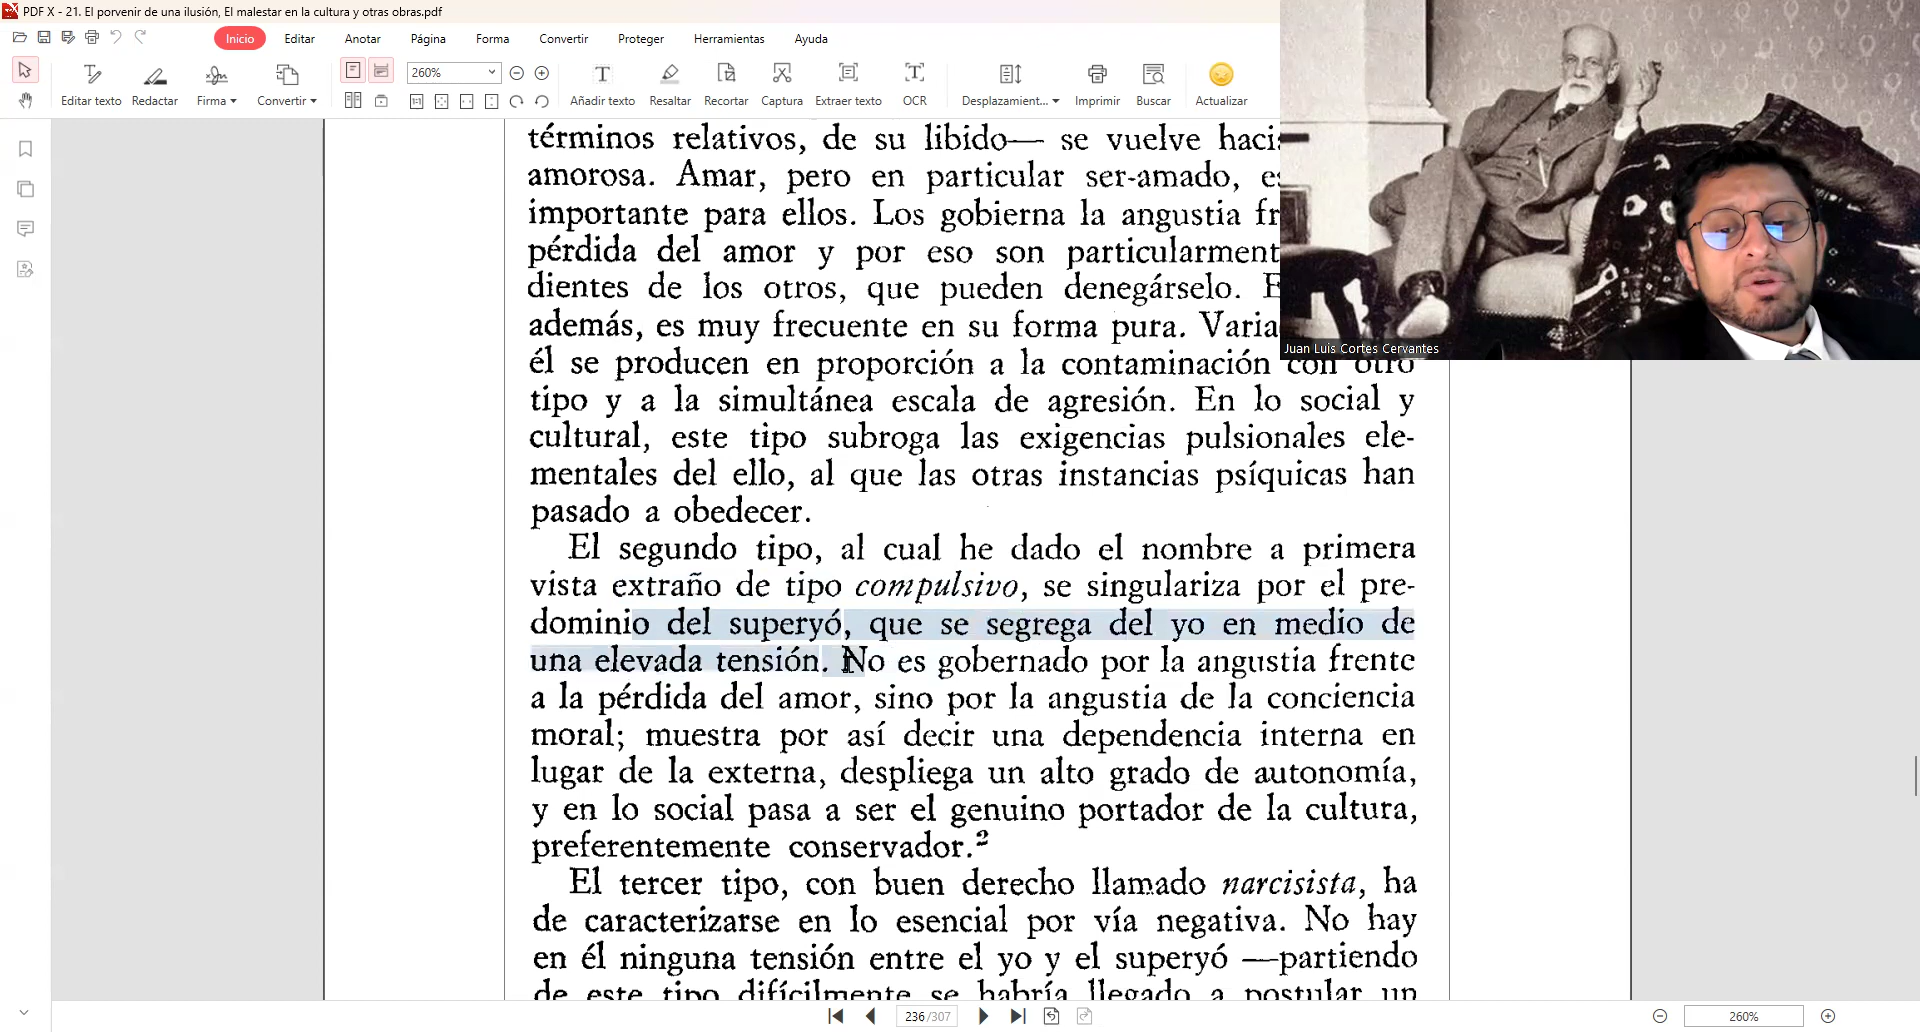 PDF X - 21. El porvenir de una ilusión, El malestar en la cultura y otras obras.pdf
Inicio Editar Anotar Página Forma Convertir Proteger Herramientas Ayuda
260%
Editar texto Redactar Firma Convertir Añadir texto Resaltar Recortar Captura Extraer texto OCR Desplazamient... Imprimir Buscar Actualizar
términos relativos, de su libido— se vuelve haci
amorosa. Amar, pero en particular ser-amado, es
importante para ellos. Los gobierna la angustia fr
pérdida del amor y por eso son particularment
dientes de los otros, que pueden denegárselo. E
además, es muy frecuente en su forma pura. Varia
él se producen en proporción a la contaminación con otro
tipo y a la simultánea escala de agresión. En lo social y
cultural, este tipo subroga las exigencias pulsionales ele-
mentales del ello, al que las otras instancias psíquicas han
pasado a obedecer.
El segundo tipo, al cual he dado el nombre a primera
vista extraño de tipo compulsivo, se singulariza por el pre-
dominio del superyó, que se segrega del yo en medio de
una elevada tensión. No es gobernado por la angustia frente
a la pérdida del amor, sino por la angustia de la conciencia
moral; muestra por así decir una dependencia interna en
lugar de la externa, despliega un alto grado de autonomía,
y en lo social pasa a ser el genuino portador de la cultura,
preferentemente conservador.²
El tercer tipo, con buen derecho llamado narcisista, ha
de caracterizarse en lo esencial por vía negativa. No hay
en él ninguna tensión entre el yo y el superyó —partiendo
de este tipo difícilmente se habría llegado a postular un
Juan Luis Cortes Cervantes
236/307
260%